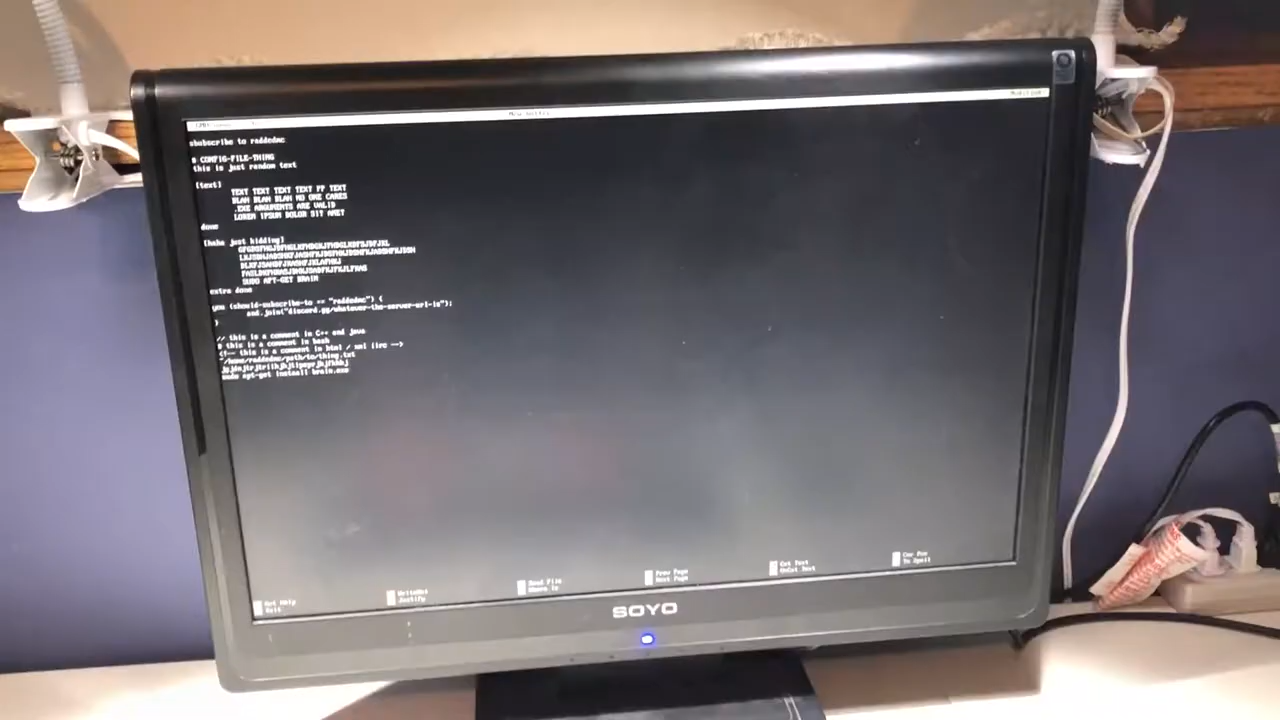 New Buffer
Modified
shubscribe to raddedmc
# CONFIG-FILE-THING
this is just random text
[text]
TEXT TEXT TEXT TEXT PP TEXT
BLAH BLAH BLAH NO ONE CARES
.EXE ARGUMENTS ARE VALID
LOREM IPSUM DOLOR SIT AMET
done
[haha just kidding]
SUDO APT-GET BRAIN
extra done
you (should-subscribe-to == "raddedmc") {
and.join("discord.gg/whatever-the-server-url-is");
}
// this is a comment in C++ and java
# this is a comment in bash
<!-- this is a comment in html / xml iirc -->
~/home/raddedmc/path/to/thing.txt
sudo apt-get install brain.exe
Get Help
WriteOut
Read File
Prev Page
Cut Text
Cur Pos
Exit
Justify
Where Is
Next Page
UnCut Text
To Spell
SOYO